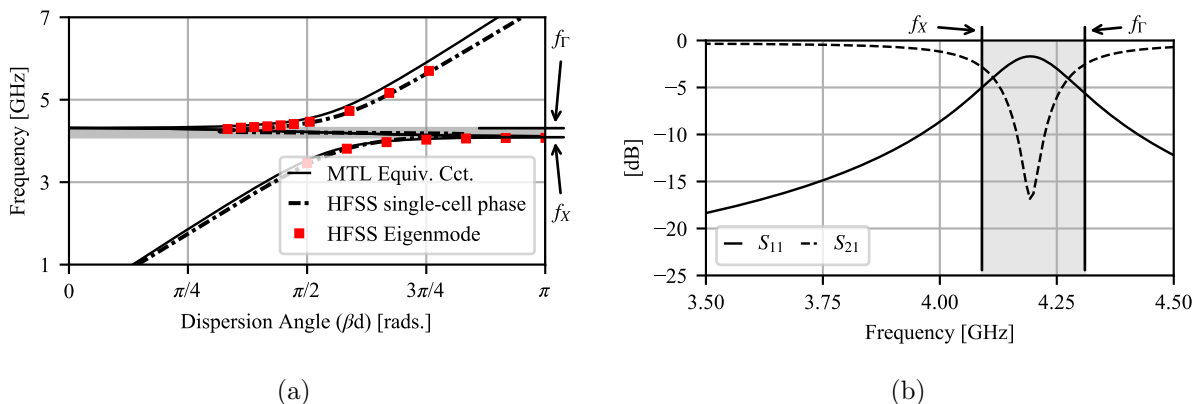 7
5
3
1
Frequency [GHz]
f_Γ
f_X
MTL Equiv. Cct.
HFSS single-cell phase
HFSS Eigenmode
0 π/4 π/2 3π/4 π
Dispersion Angle (βd) [rads.]
(a)
f_X f_Γ
0
−5
−10
−15
−20
−25
[dB]
S_11 S_21
3.50 3.75 4.00 4.25 4.50
Frequency [GHz]
(b)